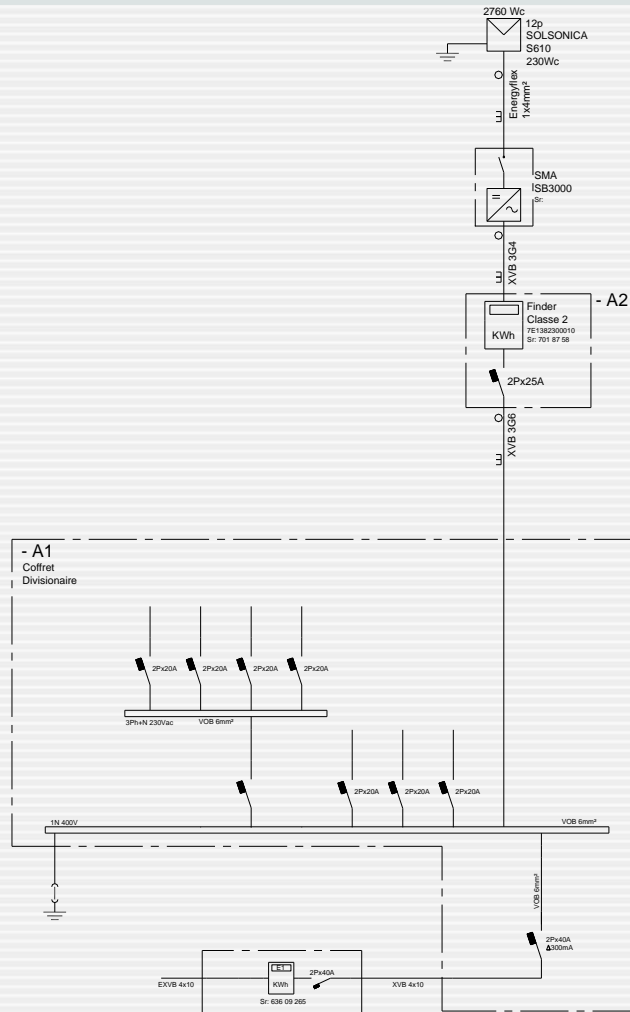 2760 Wc
12p
SOLSONICA
S610
230Wc
Energyflex
1x4mm²
SMA
SB3000
Sr:
XVB 3G4
- A2
Finder
Classe 2
7E1382300010
Sr: 701 87 58
KWh
2Px25A
XVB 3G6
- A1
Coffret
Divisionaire
2Px20A
2Px20A
2Px20A
2Px20A
3Ph+N 230Vac
VOB 6mm²
2Px20A
2Px20A
2Px20A
1N 400V
VOB 6mm²
VOB 6mm²
2Px40A
Δ300mA
E1
KWh
2Px40A
EXVB 4x10
XVB 4x10
Sr: 636 09 265